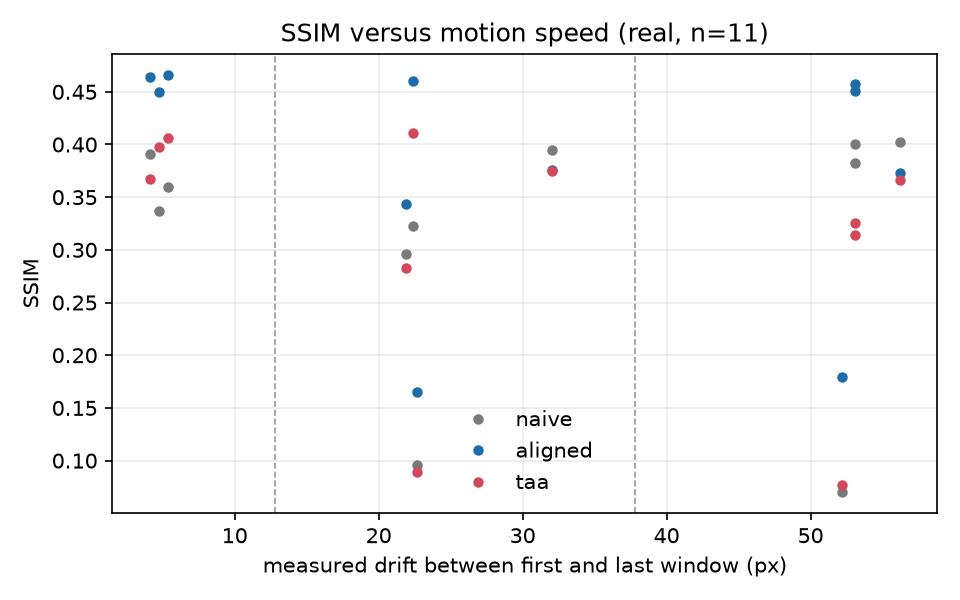 SSIM versus motion speed (real, n=11)
SSIM
0.45
0.40
0.35
0.30
0.25
0.20
0.15
0.10
naive
aligned
taa
10 20 30 40 50
measured drift between first and last window (px)